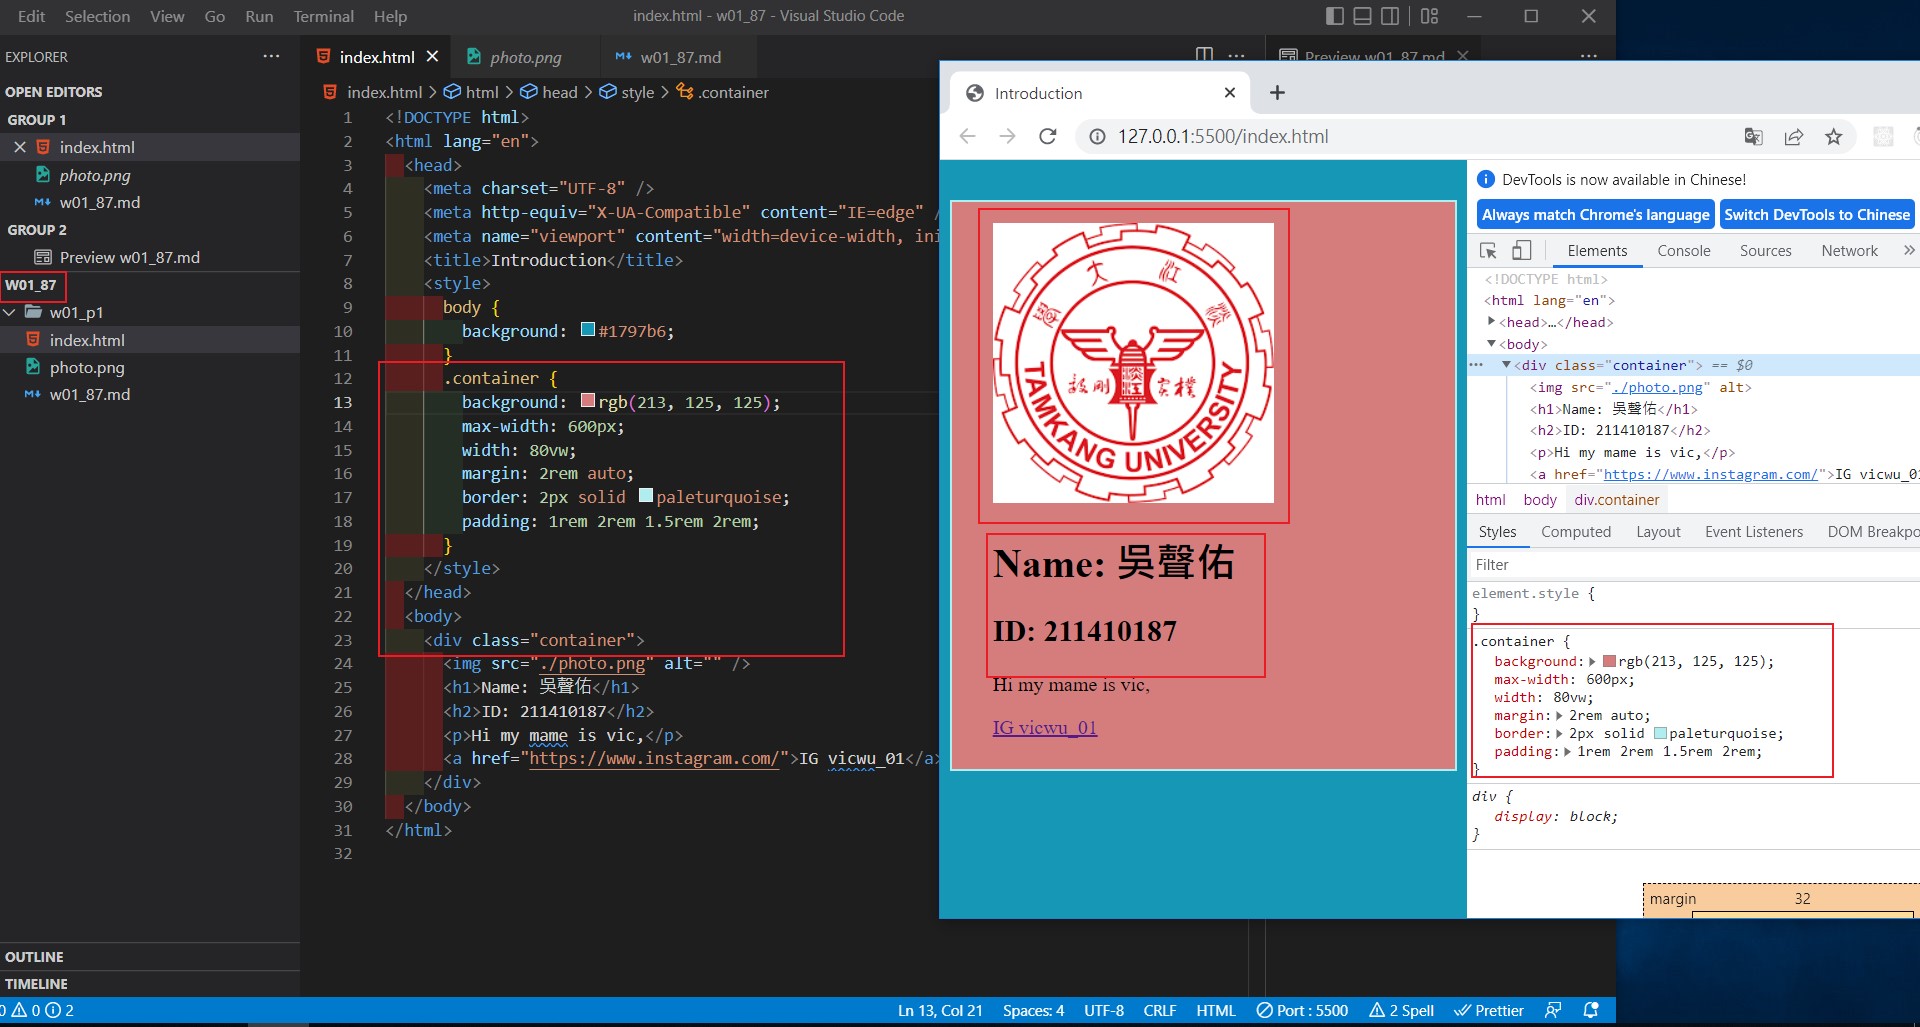 Edit Selection View Go Run Terminal Help
index.html - w01_87 - Visual Studio Code
EXPLORER
OPEN EDITORS
GROUP 1
index.html
photo.png
w01_87.md
GROUP 2
Preview w01_87.md
W01_87
w01_p1
index.html
photo.png
w01_87.md
OUTLINE
TIMELINE
index.html photo.png w01_87.md
Preview w01_87.md
index.html > html > head > style > .container
1 <!DOCTYPE html>
2 <html lang="en">
3 <head>
4 <meta charset="UTF-8" />
5 <meta http-equiv="X-UA-Compatible" content="IE=edge" /
6 <meta name="viewport" content="width=device-width, ini
7 <title>Introduction</title>
8 <style>
9 body {
10 background: #1797b6;
11 }
12 .container {
13 background: rgb(213, 125, 125);
14 max-width: 600px;
15 width: 80vw;
16 margin: 2rem auto;
17 border: 2px solid paleturquoise;
18 padding: 1rem 2rem 1.5rem 2rem;
19 }
20 </style>
21 </head>
22 <body>
23 <div class="container">
24 <img src="./photo.png" alt="" />
25 <h1>Name: 吳聲佑</h1>
26 <h2>ID: 211410187</h2>
27 <p>Hi my mame is vic,</p>
28 <a href="https://www.instagram.com/">IG vicwu_01</a>
29 </div>
30 </body>
31 </html>
32
Introduction
127.0.0.1:5500/index.html
TAMKANG UNIVERSITY
Name: 吳聲佑
ID: 211410187
Hi my mame is vic,
IG vicwu_01
DevTools is now available in Chinese!
Always match Chrome's language Switch DevTools to Chinese
Elements Console Sources Network »
<!DOCTYPE html>
<html lang="en">
<head>…</head>
<body>
<div class="container"> == $0
<img src="./photo.png" alt>
<h1>Name: 吳聲佑</h1>
<h2>ID: 211410187</h2>
<p>Hi my mame is vic,</p>
<a href="https://www.instagram.com/">IG vicwu_01
html body div.container
Styles Computed Layout Event Listeners DOM Breakpo
Filter
element.style {
}
.container {
background: rgb(213, 125, 125);
max-width: 600px;
width: 80vw;
margin: 2rem auto;
border: 2px solid paleturquoise;
padding: 1rem 2rem 1.5rem 2rem;
}
div {
display: block;
}
margin 32
0 0 2
Ln 13, Col 21 Spaces: 4 UTF-8 CRLF HTML Port : 5500 2 Spell Prettier